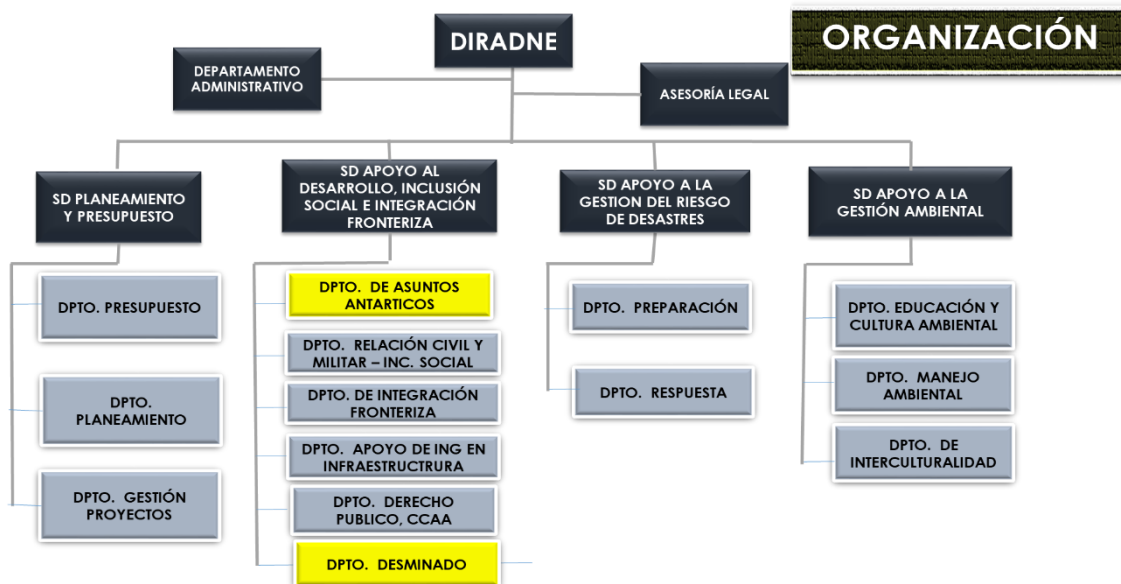 DIRADNE
ORGANIZACIÓN
DEPARTAMENTO
ADMINISTRATIVO
ASESORÍA LEGAL
SD PLANEAMIENTO
Y PRESUPUESTO
SD APOYO AL
DESARROLLO, INCLUSIÓN
SOCIAL E INTEGRACIÓN
FRONTERIZA
SD APOYO A LA
GESTION DEL RIESGO
DE DESASTRES
SD APOYO A LA
GESTIÓN AMBIENTAL
DPTO. PRESUPUESTO
DPTO.
PLANEAMIENTO
DPTO. GESTIÓN
PROYECTOS
DPTO. DE ASUNTOS
ANTARTICOS
DPTO. RELACIÓN CIVIL Y
MILITAR – INC. SOCIAL
DPTO. DE INTEGRACIÓN
FRONTERIZA
DPTO. APOYO DE ING EN
INFRAESTRUCTRURA
DPTO. DERECHO
PUBLICO, CCAA
DPTO. DESMINADO
DPTO. PREPARACIÓN
DPTO. RESPUESTA
DPTO. EDUCACIÓN Y
CULTURA AMBIENTAL
DPTO. MANEJO
AMBIENTAL
DPTO. DE
INTERCULTURALIDAD